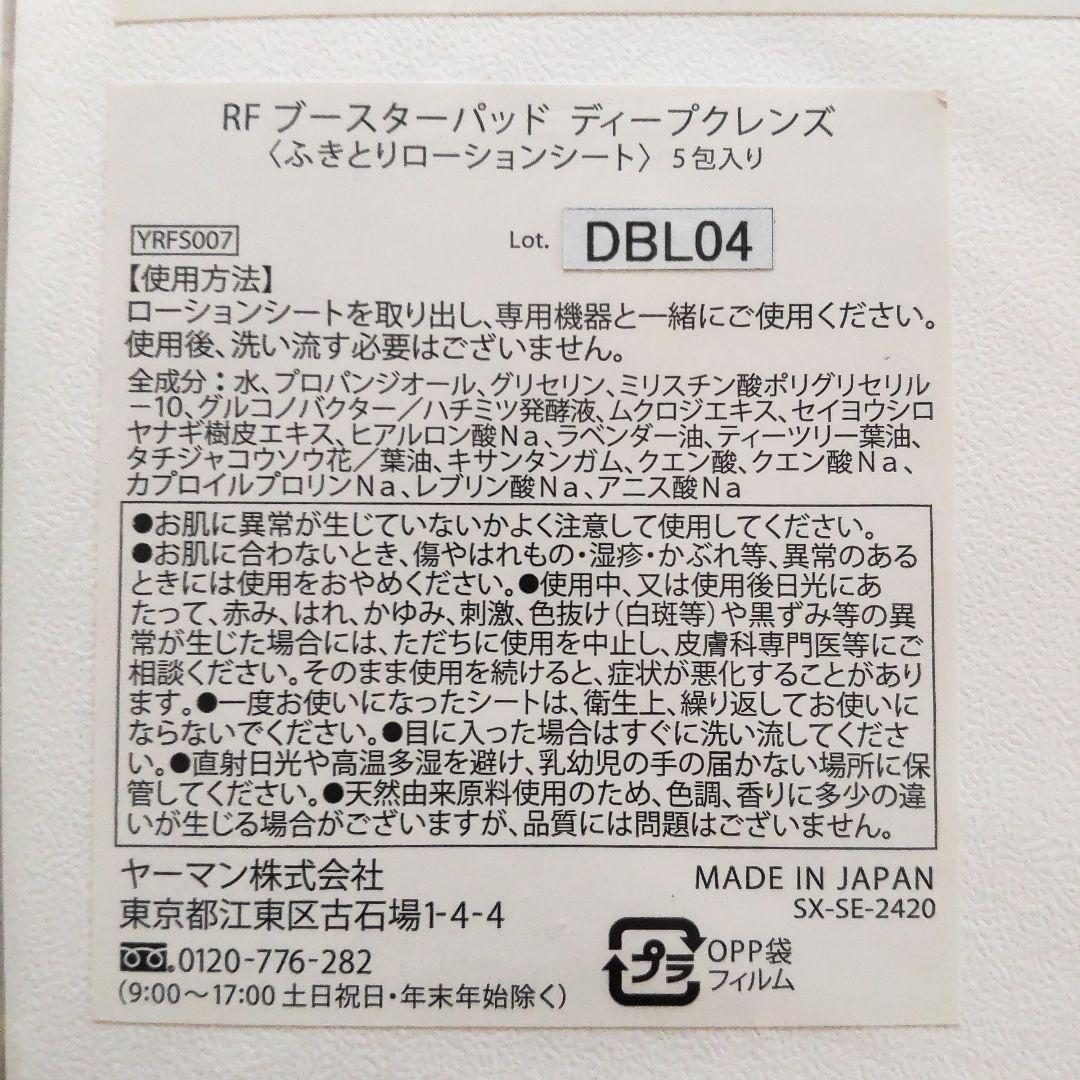 RF ブースターパッド ディープクレンズ
〈ふきとりローションシート〉 5包入り
YRFS007
Lot. DBL04
【使用方法】
ローションシートを取り出し、専用機器と一緒にご使用ください。
使用後、洗い流す必要はございません。
全成分：水、プロパンジオール、グリセリン、ミリスチン酸ポリグリセリル
－10、グルコノバクター／ハチミツ発酵液、ムクロジエキス、セイヨウシロ
ヤナギ樹皮エキス、ヒアルロン酸Na、ラベンダー油、ティーツリー葉油、
タチジャコウソウ花／葉油、キサンタンガム、クエン酸、クエン酸Na、
カプロイルプロリンNa、レブリン酸Na、アニス酸Na
●お肌に異常が生じていないかよく注意して使用してください。
●お肌に合わないとき、傷やはれもの・湿疹・かぶれ等、異常のある
ときには使用をおやめください。●使用中、又は使用後日光にあ
たって、赤み、はれ、かゆみ、刺激、色抜け（白斑等）や黒ずみ等の異
常が生じた場合には、ただちに使用を中止し、皮膚科専門医等にご
相談ください。そのまま使用を続けると、症状が悪化することがあり
ます。●一度お使いになったシートは、衛生上、繰り返してお使いに
ならないでください。●目に入った場合はすぐに洗い流してくださ
い。●直射日光や高温多湿を避け、乳幼児の手の届かない場所に保
管してください。●天然由来原料使用のため、色調、香りに多少の違
いが生じる場合がございますが、品質には問題はございません。
ヤーマン株式会社
東京都江東区古石場1-4-4
0120-776-282
（9:00～17:00 土日祝日・年末年始除く）
MADE IN JAPAN
SX-SE-2420
プラ
OPP袋
フィルム